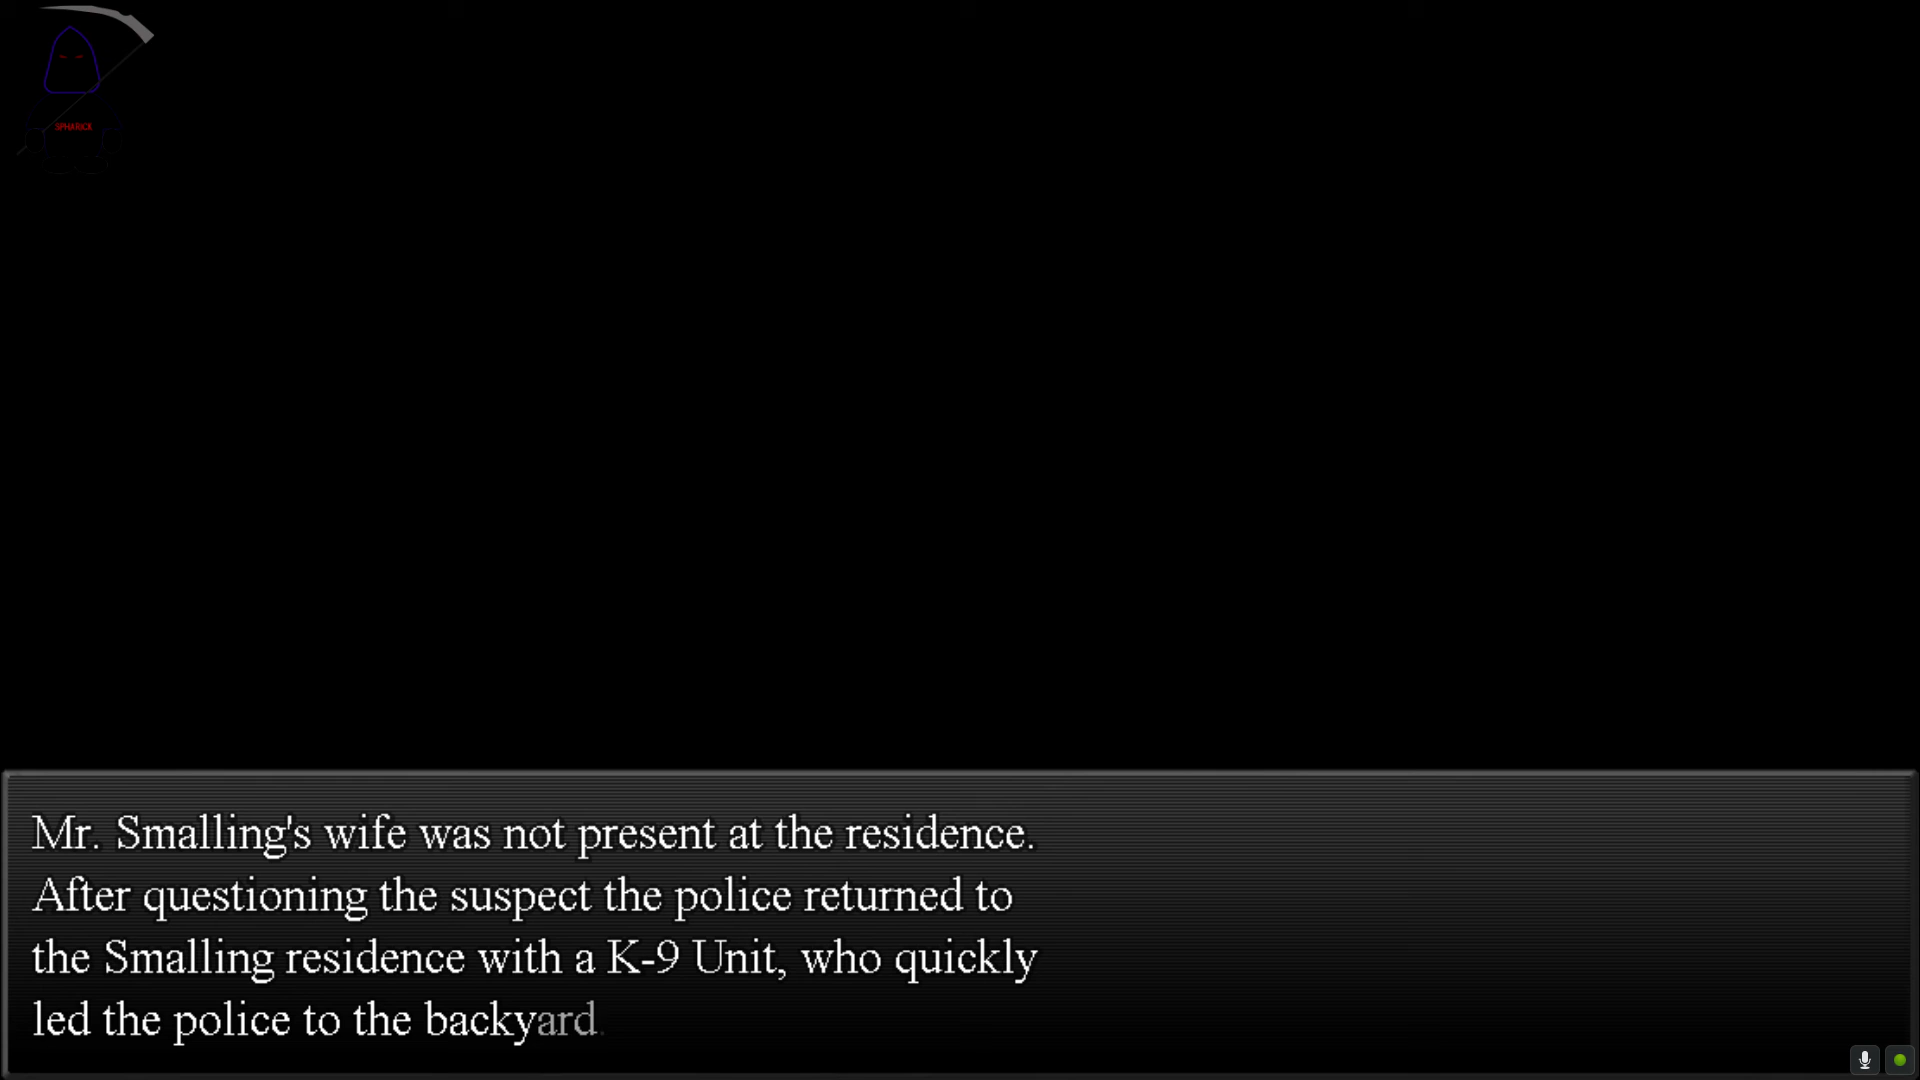 SPHARICK
Mr. Smalling's wife was not present at the residence.
After questioning the suspect the police returned to
the Smalling residence with a K-9 Unit, who quickly
led the police to the backyard.